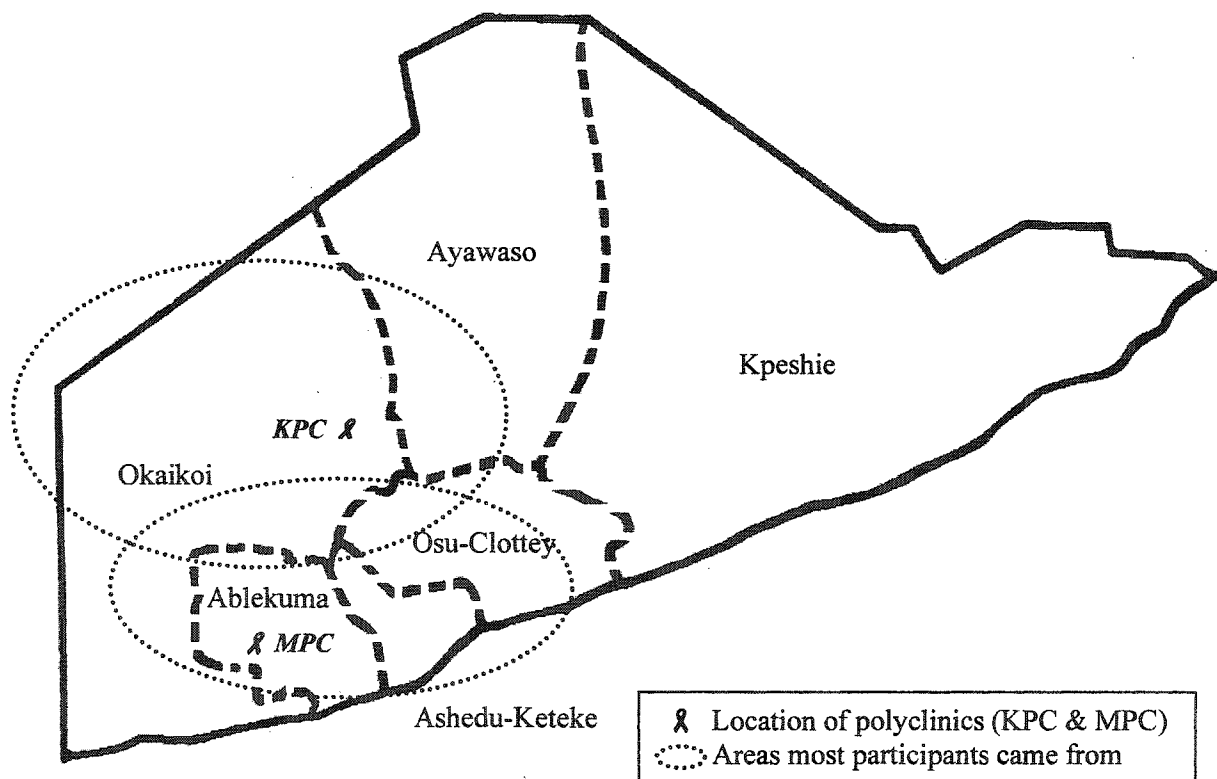 Ayawaso
Kpeshie
KPC
Okaikoi
Osu-Clottey
Ablekuma
MPC
Ashedu-Keteke
Location of polyclinics (KPC & MPC)
Areas most participants came from